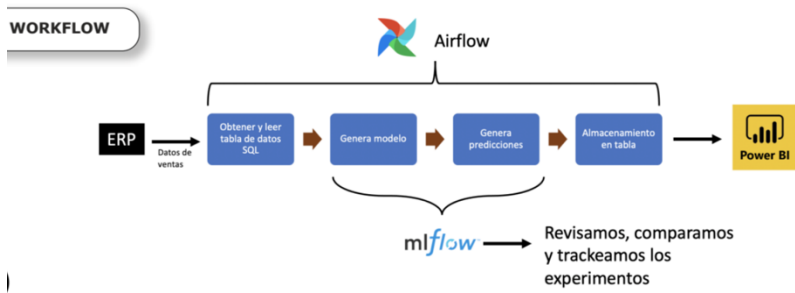 WORKFLOW
Airflow
ERP
Datos de
ventas
Obtener y leer
tabla de datos
SQL
Genera modelo
Genera
predicciones
Almacenamiento
en tabla
Power BI
mlflow
Revisamos, comparamos
y trackeamos los
experimentos